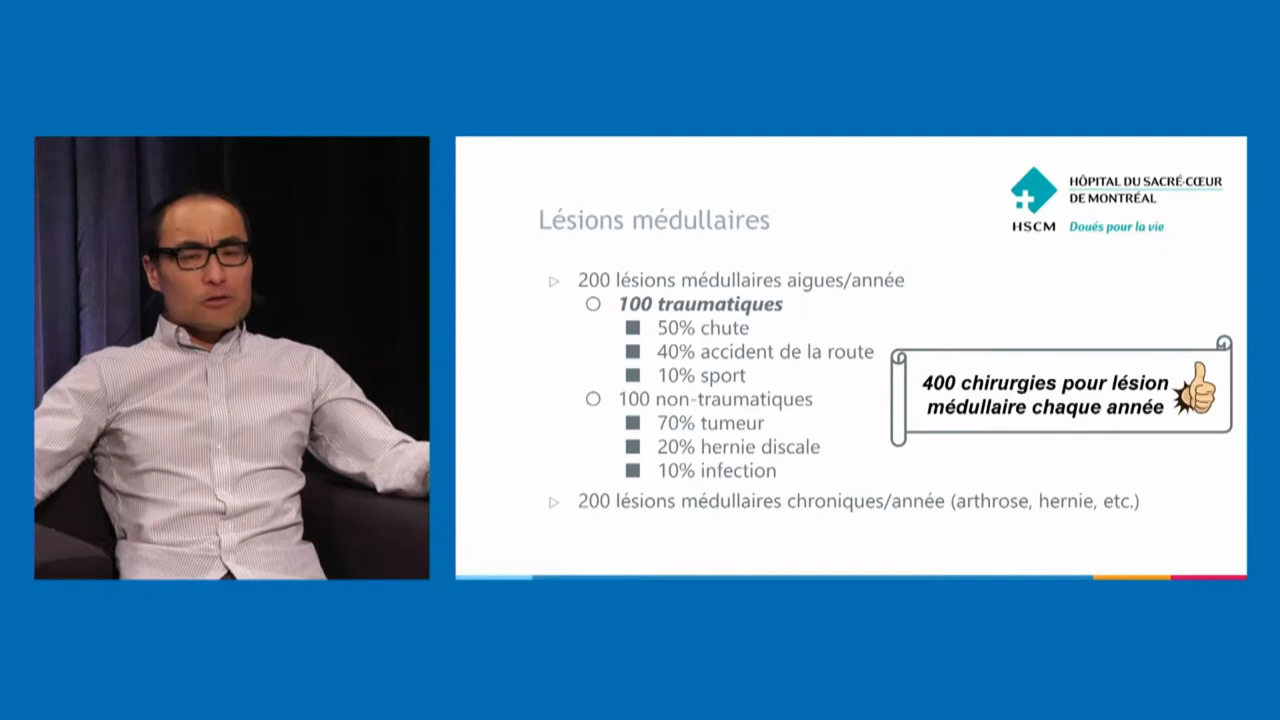 HÔPITAL DU SACRÉ-CŒUR
DE MONTRÉAL
HSCM Doués pour la vie
Lésions médullaires
200 lésions médullaires aigues/année
100 traumatiques
50% chute
40% accident de la route
10% sport
100 non-traumatiques
70% tumeur
20% hernie discale
10% infection
200 lésions médullaires chroniques/année (arthrose, hernie, etc.)
400 chirurgies pour lésion
médullaire chaque année